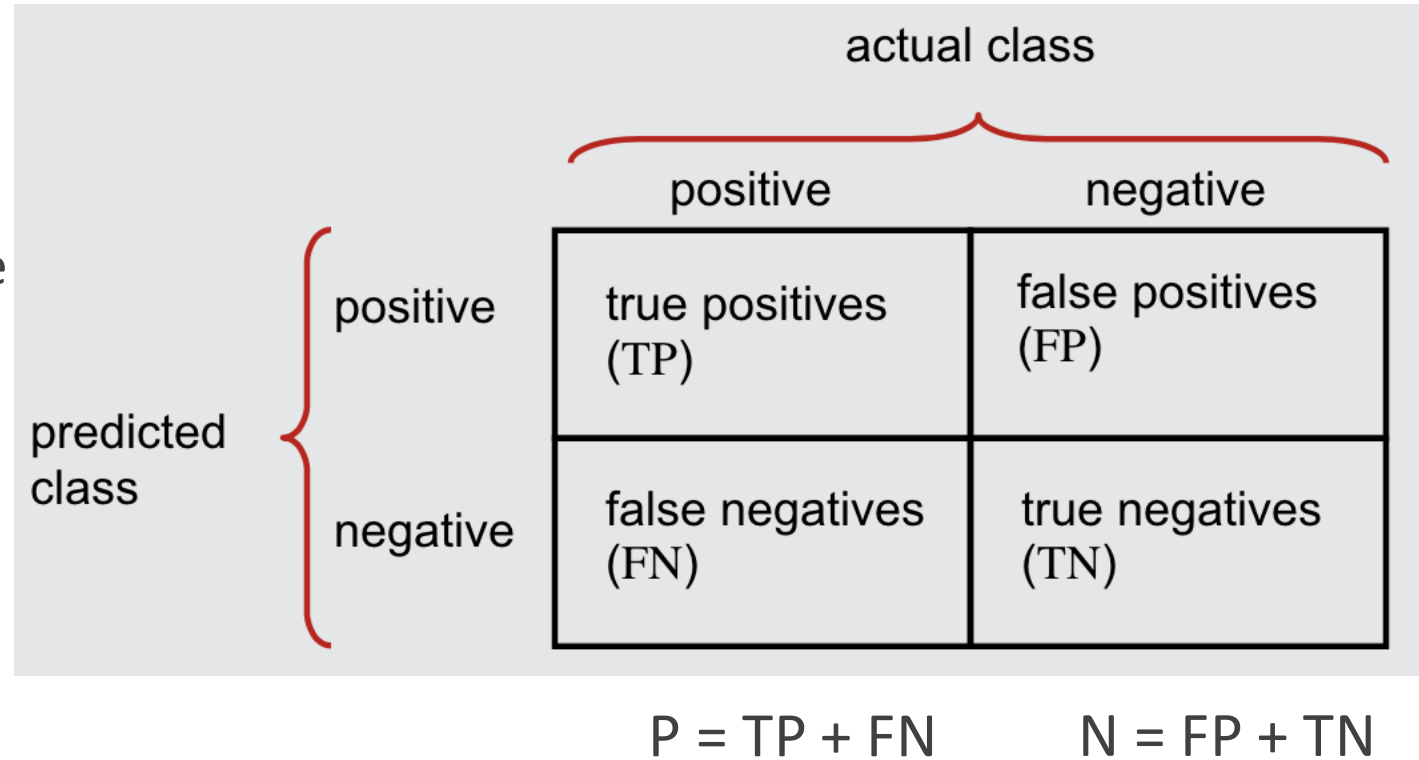 actual class
positive negative
e
positive
true positives
(TP)
false positives
(FP)
predicted
class
negative
false negatives
(FN)
true negatives
(TN)
P = TP + FN
N = FP + TN